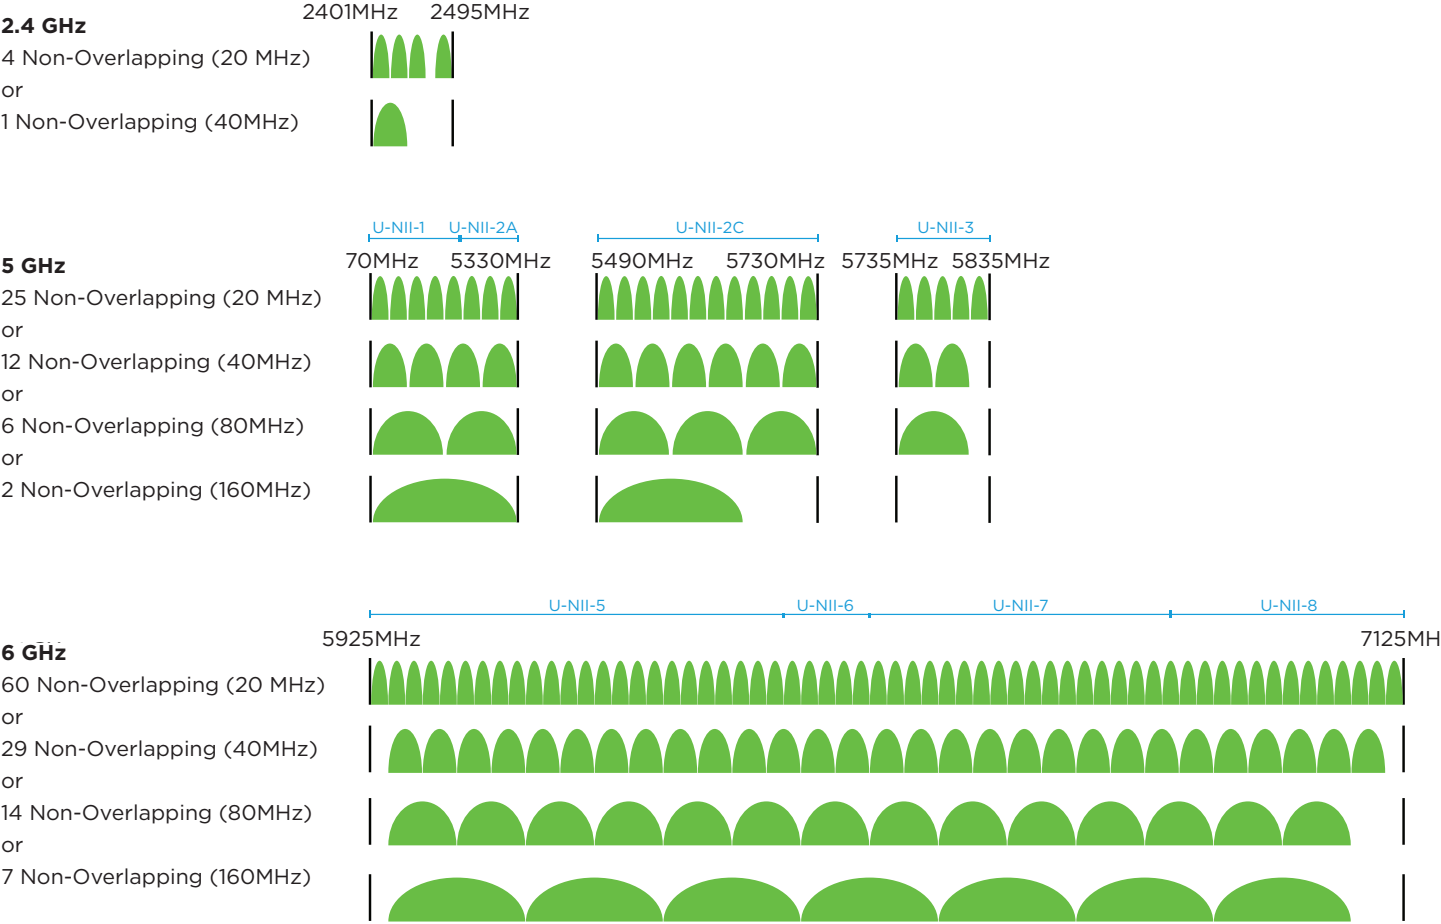 2401MHz 2495MHz
2.4 GHz
4 Non-Overlapping (20 MHz)
or
1 Non-Overlapping (40MHz)
U-NII-1 U-NII-2A U-NII-2C U-NII-3
70MHz 5330MHz 5490MHz 5730MHz 5735MHz 5835MHz
5 GHz
25 Non-Overlapping (20 MHz)
or
12 Non-Overlapping (40MHz)
or
6 Non-Overlapping (80MHz)
or
2 Non-Overlapping (160MHz)
U-NII-5 U-NII-6 U-NII-7 U-NII-8
5925MHz 7125MH
6 GHz
60 Non-Overlapping (20 MHz)
or
29 Non-Overlapping (40MHz)
or
14 Non-Overlapping (80MHz)
or
7 Non-Overlapping (160MHz)